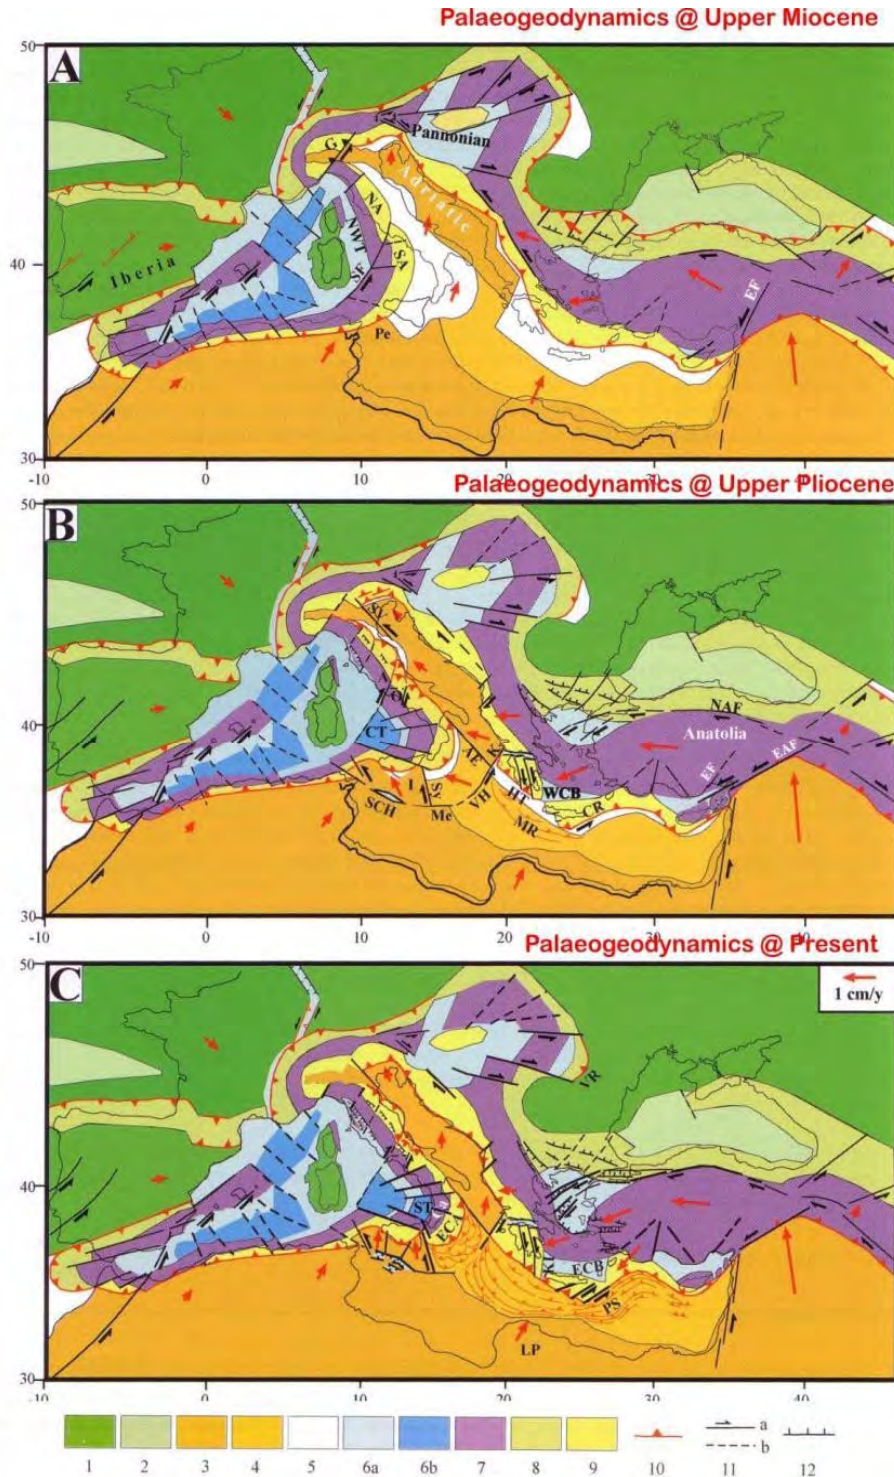 Palaeogeodynamics @ Upper Miocene
50
A
Pannonian
G
Adriatic
NA
NWT
SA
SF
40
Iberia
EF
Pe
30
-10
0
10
20
30
40
Palaeogeodynamics @ Upper Pliocene
50
B
SV
NAF
40
CT
Anatolia
AE
K
EAF
EF
WCB
I
SE
HT
CR
SCH
Me
VH
MR
30
-10
0
10
20
30
40
Palaeogeodynamics @ Present
C
1 cm/y
VR
40
ST
ECA
K
ECB
PS
LP
30
-10
0
10
20
30
40
a
b
1
2
3
4
5
6a
6b
7
8
9
10
11
12